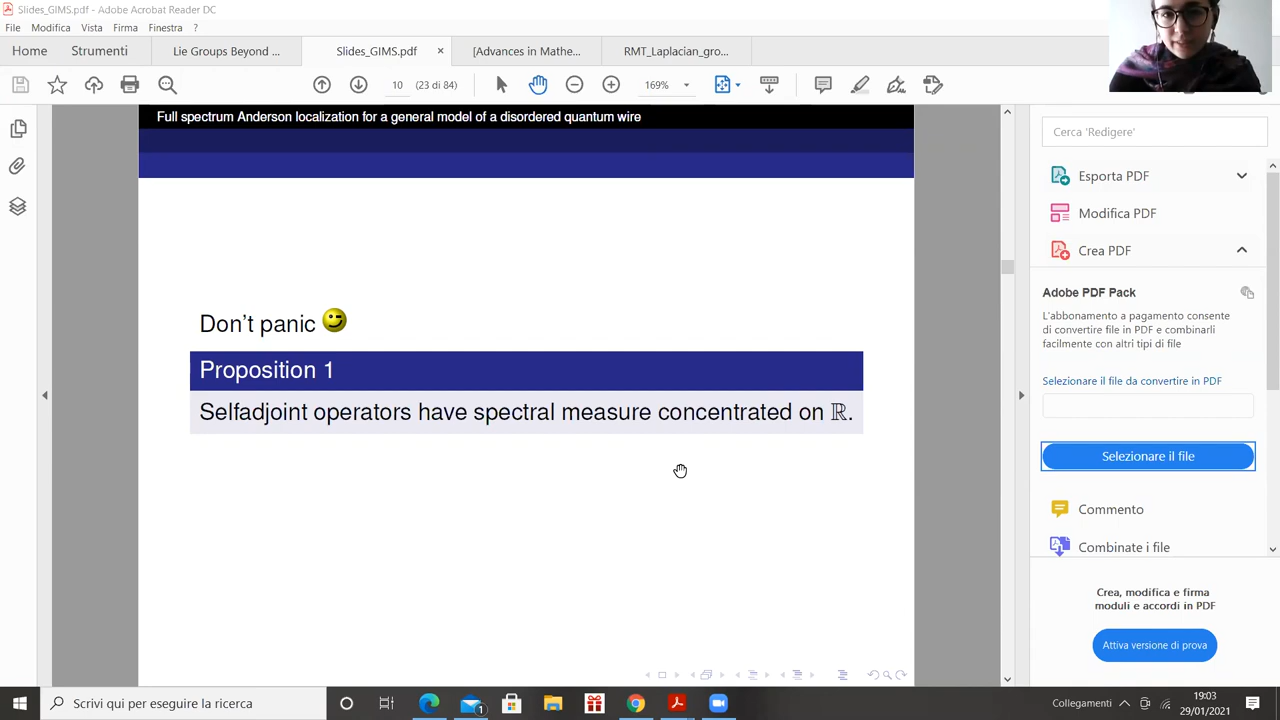 Slides_GIMS.pdf - Adobe Acrobat Reader DC
File Modifica Vista Firma Finestra ?
Home Strumenti Lie Groups Beyond ... Slides_GIMS.pdf × [Advances in Mathe... RMT_Laplacian_gro...
10 (23 di 84) 169%
Full spectrum Anderson localization for a general model of a disordered quantum wire
Don't panic
Proposition 1
Selfadjoint operators have spectral measure concentrated on ℝ.
Cerca 'Redigere'
Esporta PDF
Modifica PDF
Crea PDF
Adobe PDF Pack
L'abbonamento a pagamento consente
di convertire file in PDF e combinarli
facilmente con altri tipi di file
Selezionare il file da convertire in PDF
Selezionare il file
Commento
Combinate i file
Crea, modifica e firma
moduli e accordi in PDF
Attiva versione di prova
Scrivi qui per eseguire la ricerca
1
Collegamenti
19:03
29/01/2021